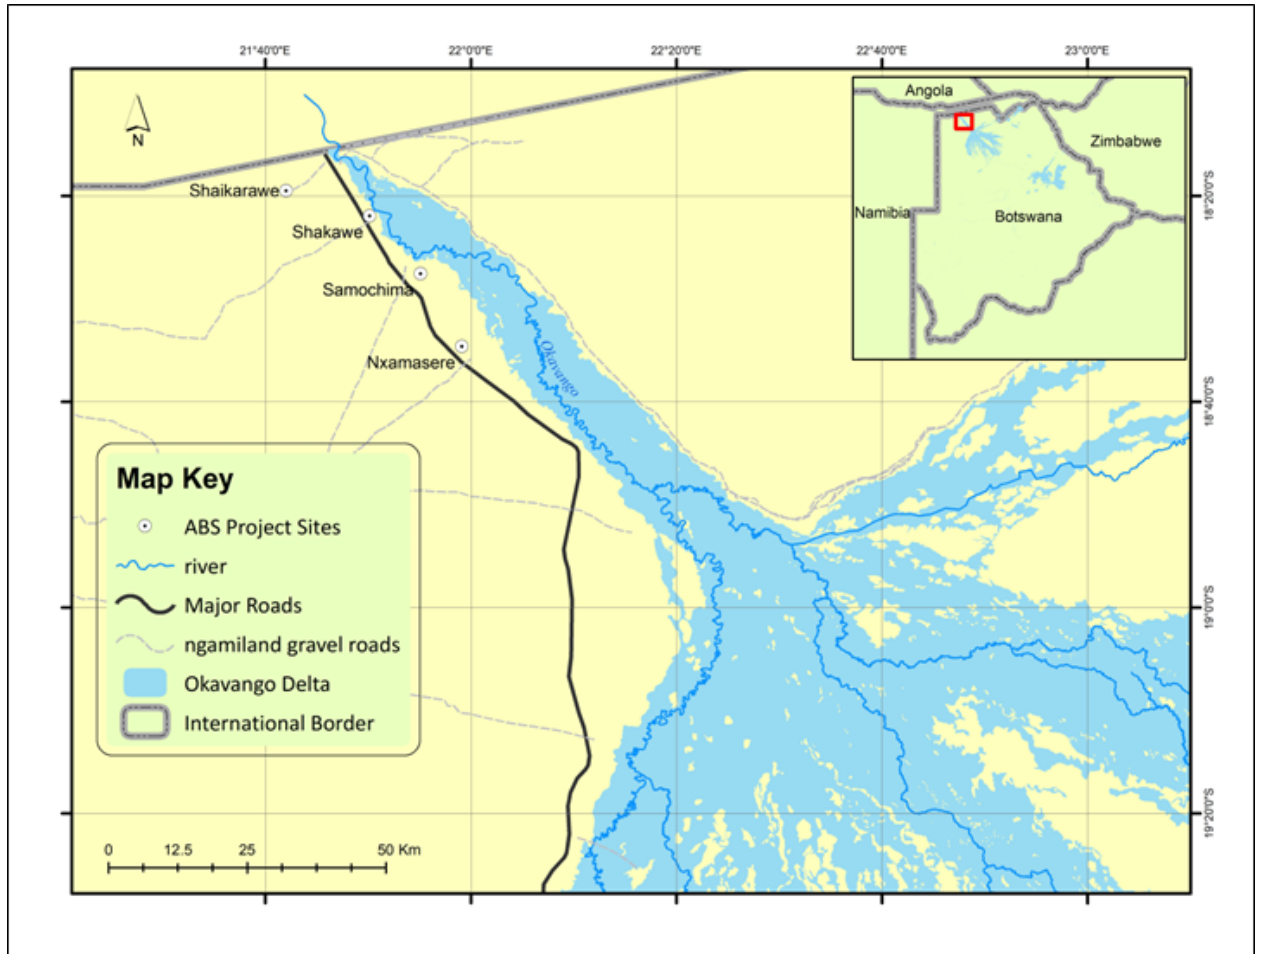 21°40'0"E
22°0'0"E
22°20'0"E
22°40'0"E
23°0'0"E
N
Angola
Zimbabwe
Namibia
Botswana
Shaikarawe
Shakawe
Samochima
Nxamasere
Okavango
18°20'0"S
18°40'0"S
19°0'0"S
19°20'0"S
Map Key
ABS Project Sites
river
Major Roads
ngamiland gravel roads
Okavango Delta
International Border
0 12.5 25 50 Km